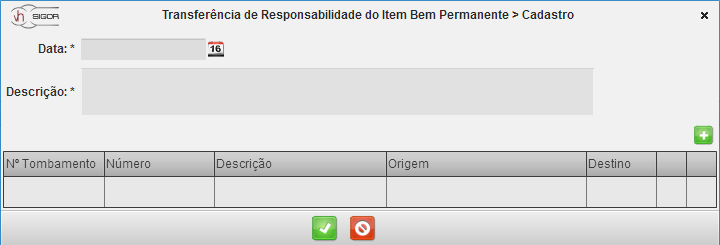 SIGOR
Transferência de Responsabilidade do Item Bem Permanente > Cadastro
Data: *
16
Descrição: *
Nº Tombamento Número Descrição Origem Destino